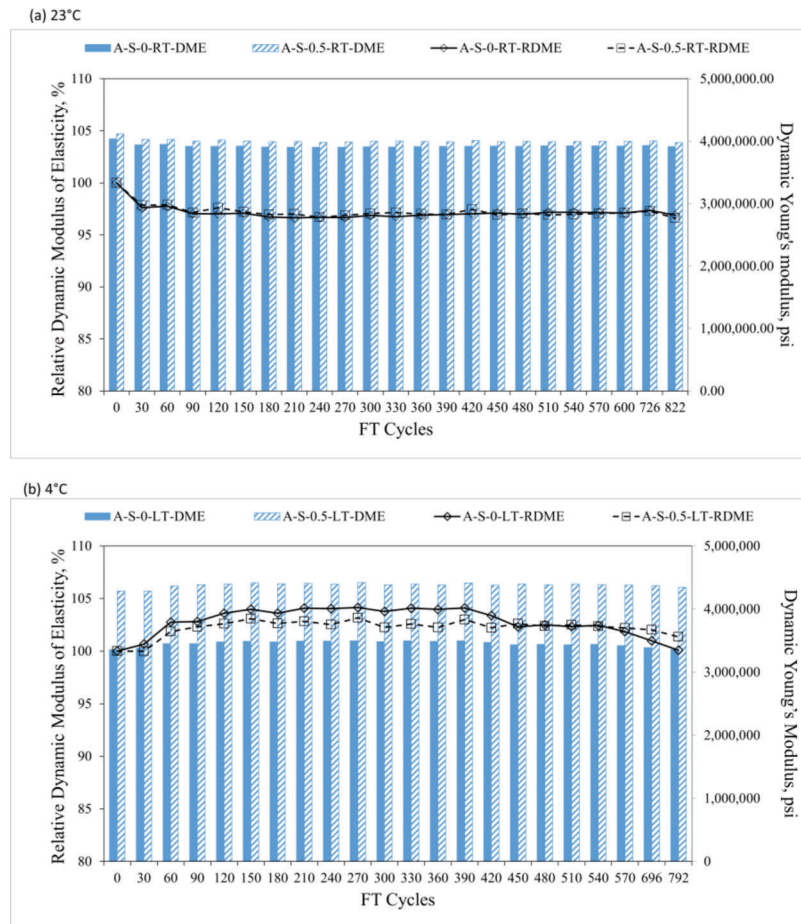 (a) 23°C
A-S-0-RT-DME A-S-0.5-RT-DME A-S-0-RT-RDME A-S-0.5-RT-RDME
110 5,000,000.00
105 4,000,000.00
100 3,000,000.00
95
90 2,000,000.00
85 1,000,000.00
80 0.00
Relative Dynamic Modulus of Elasticity, %
Dynamic Young's modulus, psi
0 30 60 90 120 150 180 210 240 270 300 330 360 390 420 450 480 510 540 570 600 726 822
FT Cycles
(b) 4°C
A-S-0-LT-DME A-S-0.5-LT-DME A-S-0-LT-RDME A-S-0.5-LT-RDME
110 5,000,000
105 4,000,000
100 3,000,000
95
90 2,000,000
85 1,000,000
80 0
Relative Dynamic Modulus of Elasticity, %
Dynamic Young's Modulus, psi
0 30 60 90 120 150 180 210 240 270 300 330 360 390 420 450 480 510 540 570 696 792
FT Cycles